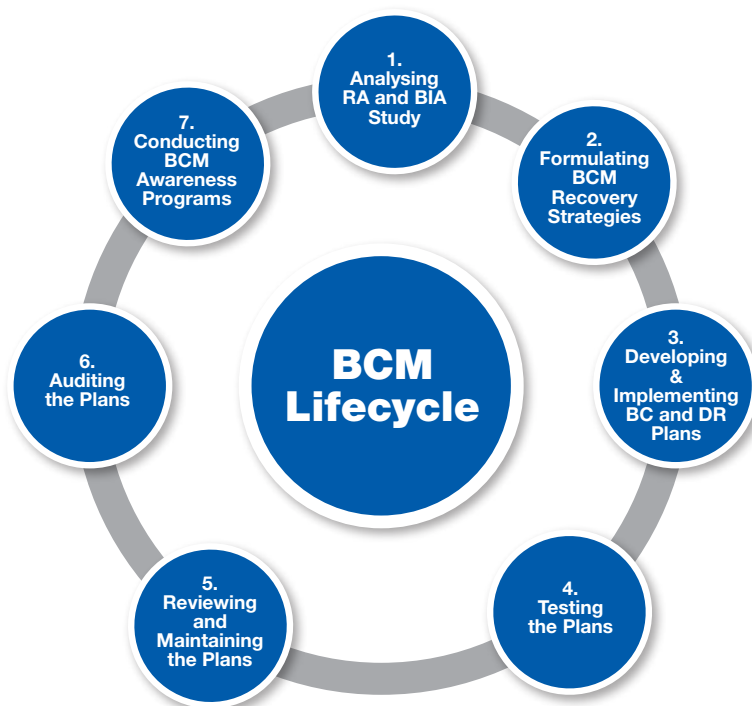 1.
Analysing
RA and BIA
Study
2.
Formulating
BCM
Recovery
Strategies
3.
Developing
&
Implementing
BC and DR
Plans
4.
Testing
the Plans
5.
Reviewing
and
Maintaining
the Plans
6.
Auditing
the Plans
7.
Conducting
BCM
Awareness
Programs
BCM
Lifecycle